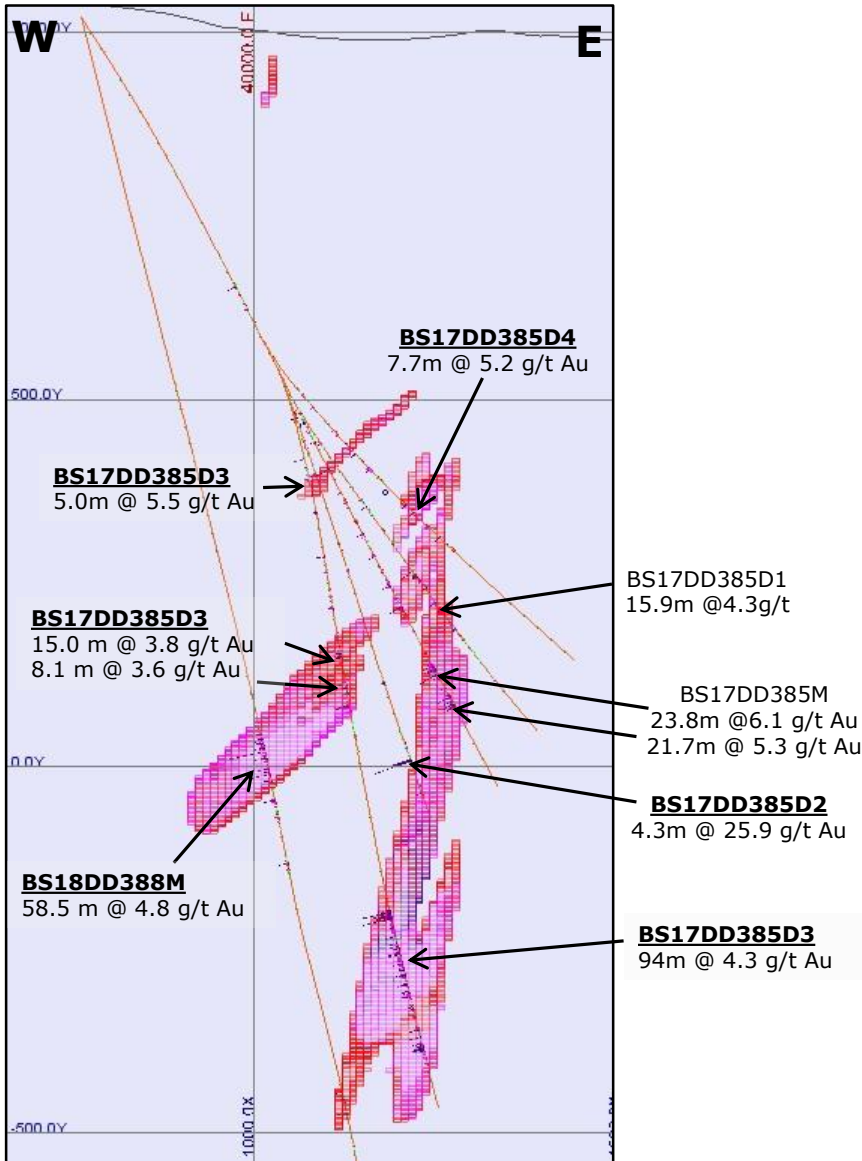 W
E
40,000.0 E
BS17DD385D4
7.7m @ 5.2 g/t Au
500.0Y
BS17DD385D3
5.0m @ 5.5 g/t Au
BS17DD385D1
15.9m @4.3g/t
BS17DD385D3
15.0 m @ 3.8 g/t Au
8.1 m @ 3.6 g/t Au
BS17DD385M
23.8m @6.1 g/t Au
21.7m @ 5.3 g/t Au
0.0Y
BS17DD385D2
4.3m @ 25.9 g/t Au
BS18DD388M
58.5 m @ 4.8 g/t Au
BS17DD385D3
94m @ 4.3 g/t Au
1000.0X
-500.0Y